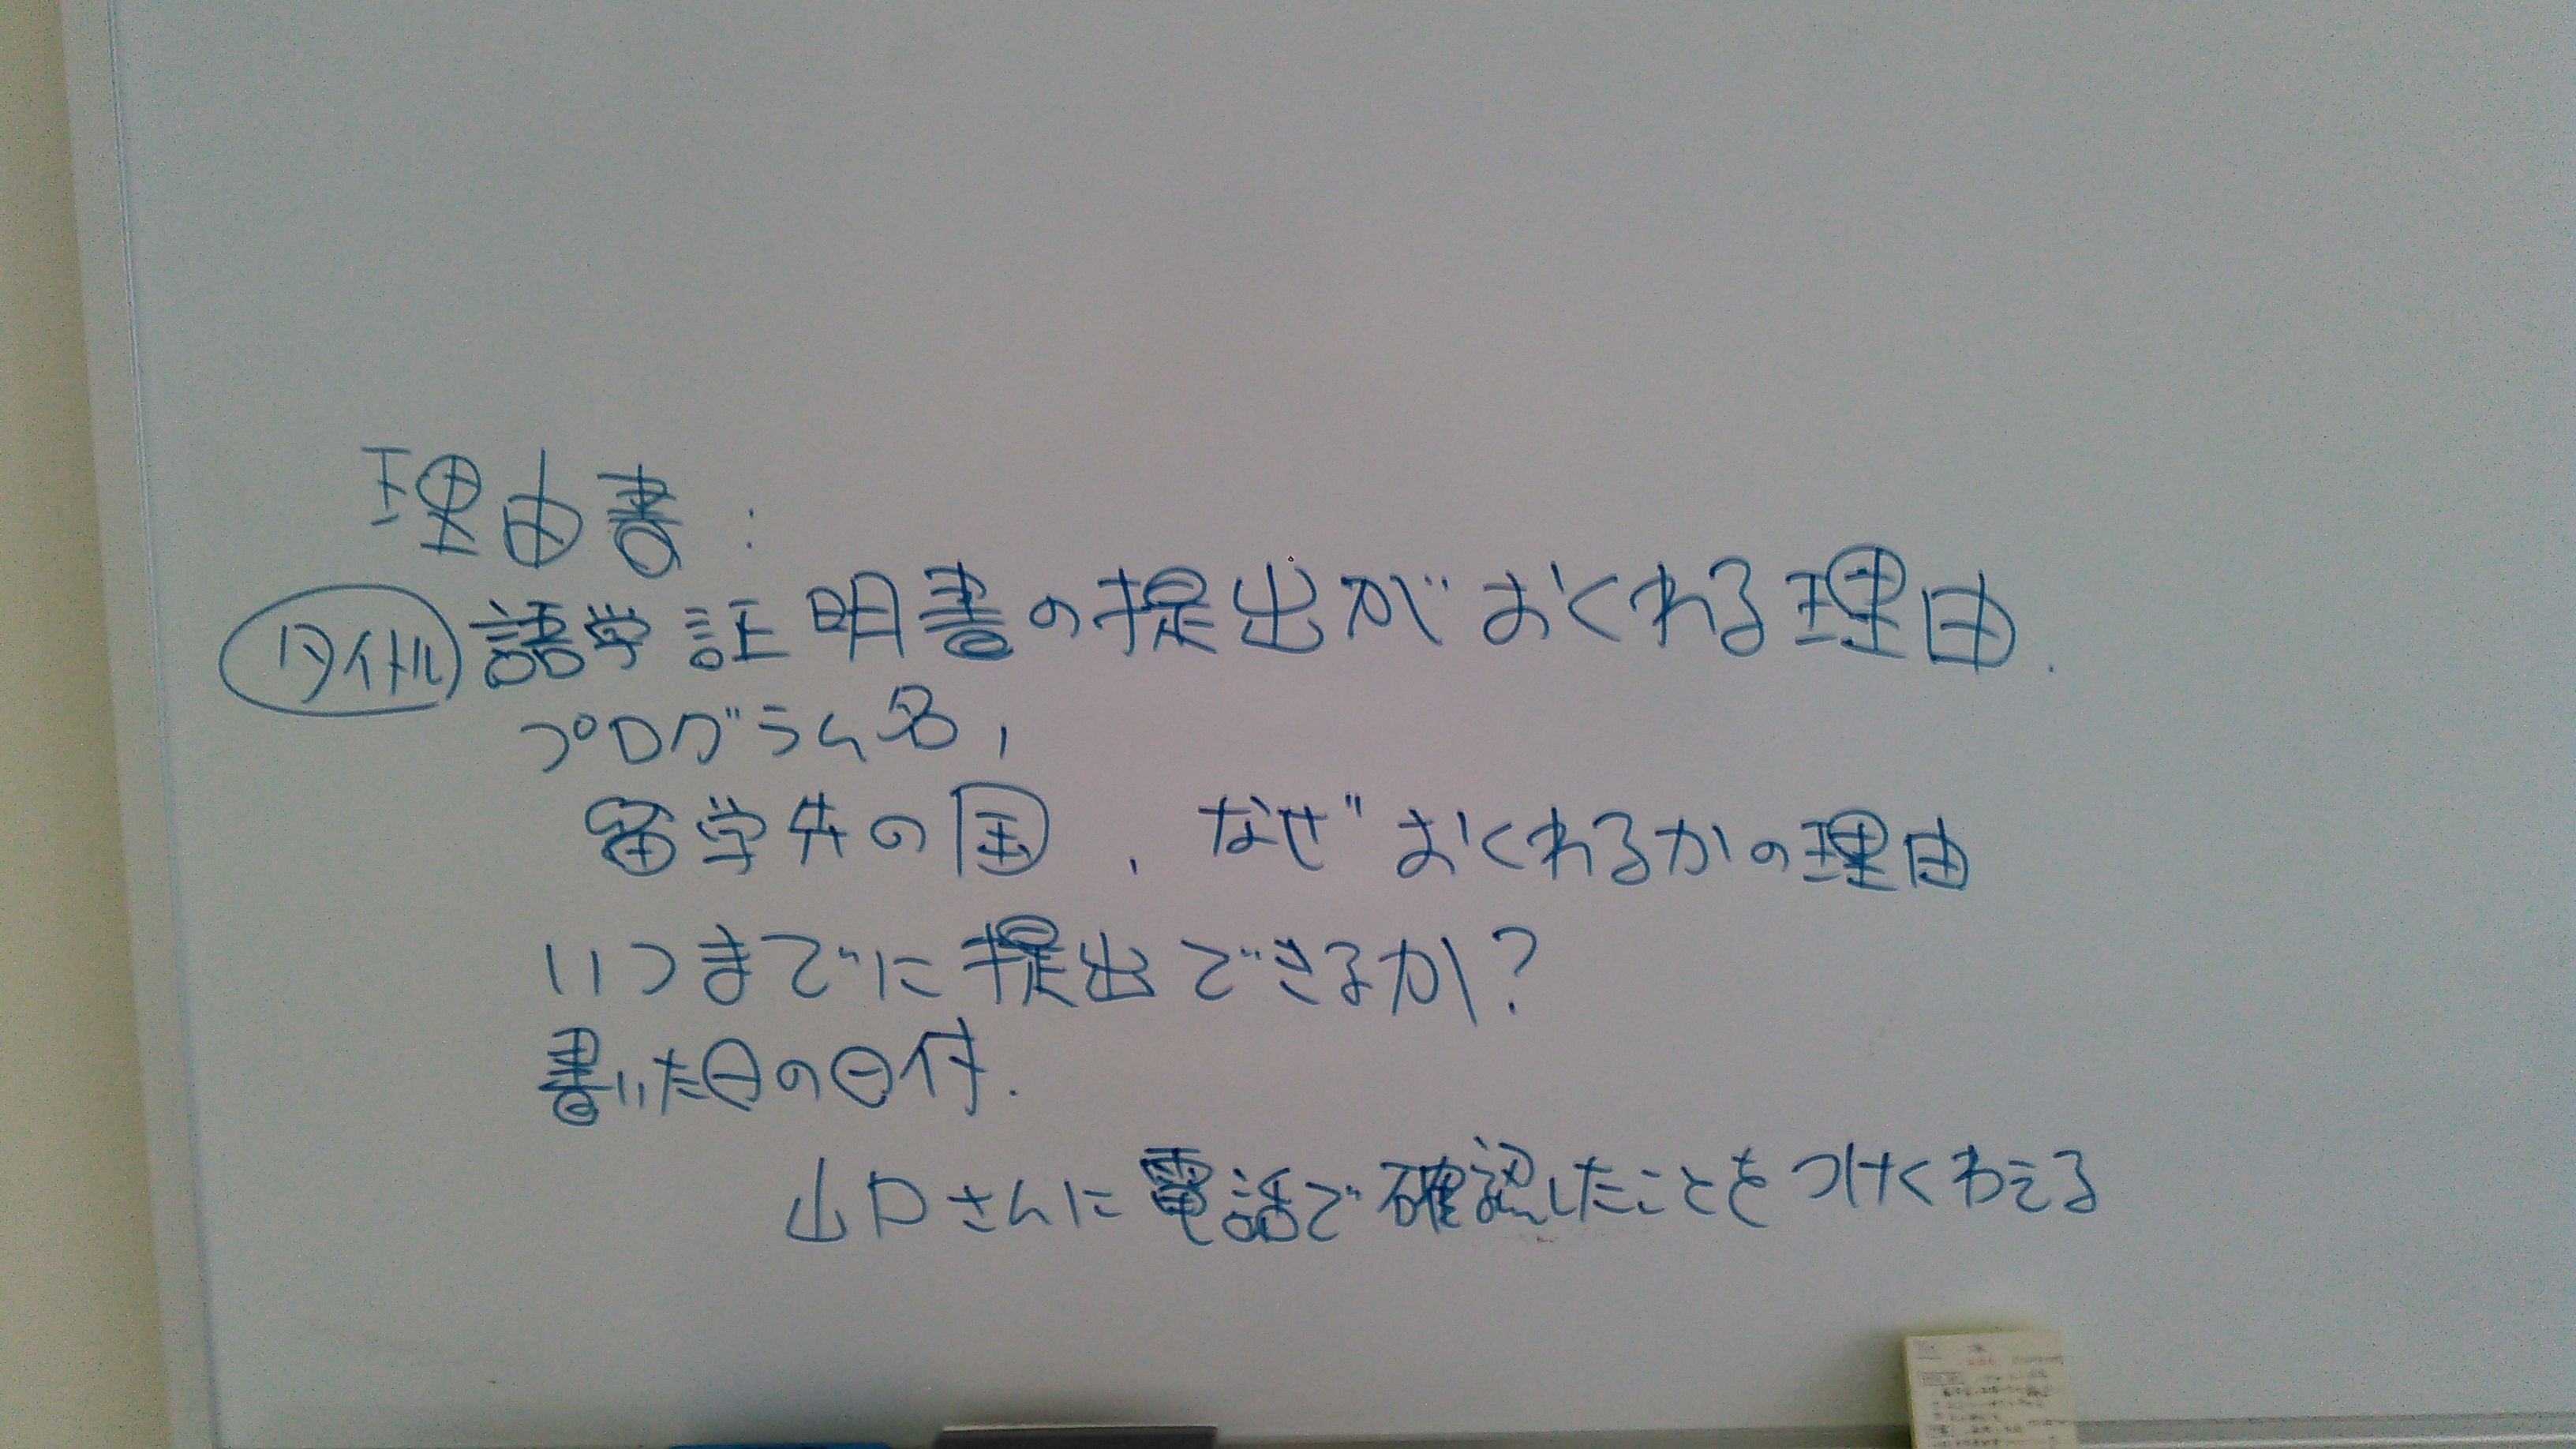 理由書:
タイトル 語学証明書の提出がおくれる理由.
プログラム名,
留学先の国, なぜおくれるかの理由
いつまでに提出できるか?
書いた日の日付.
山口さんに電話で確認したことをつけくわえる